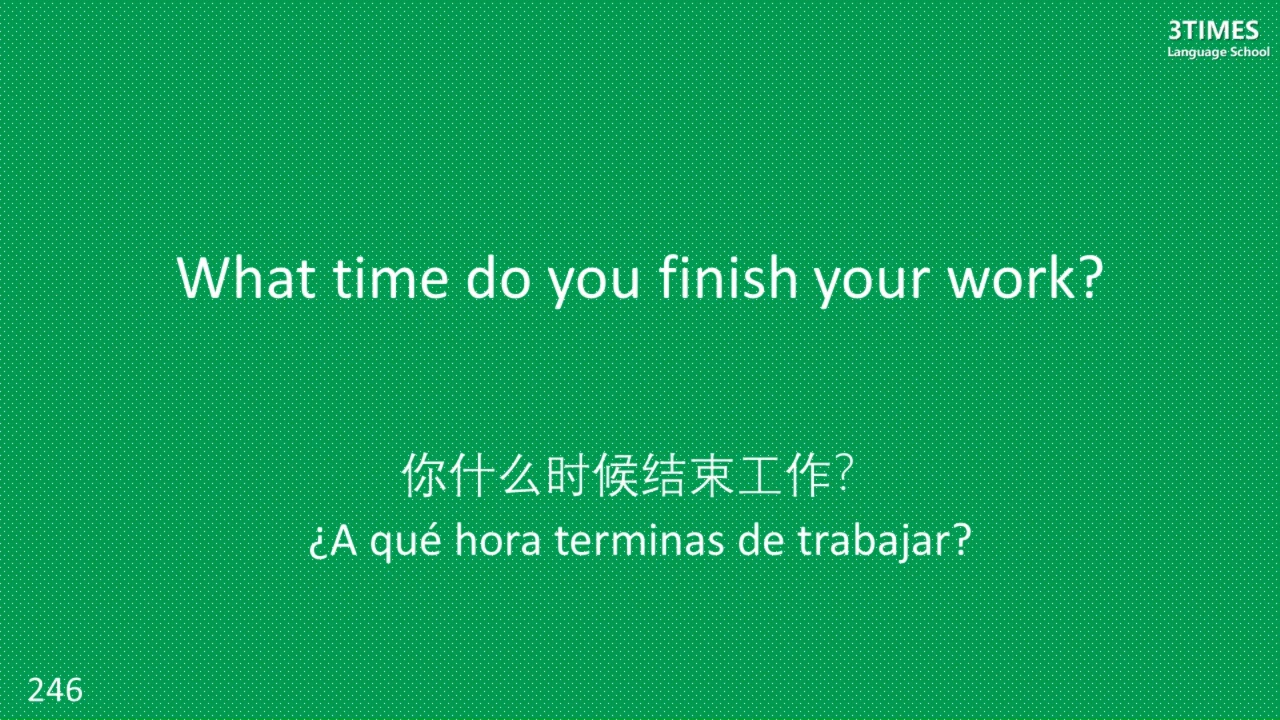 3TIMES
Language School
What time do you finish your work?
你什么时候结束工作？
¿A qué hora terminas de trabajar?
246